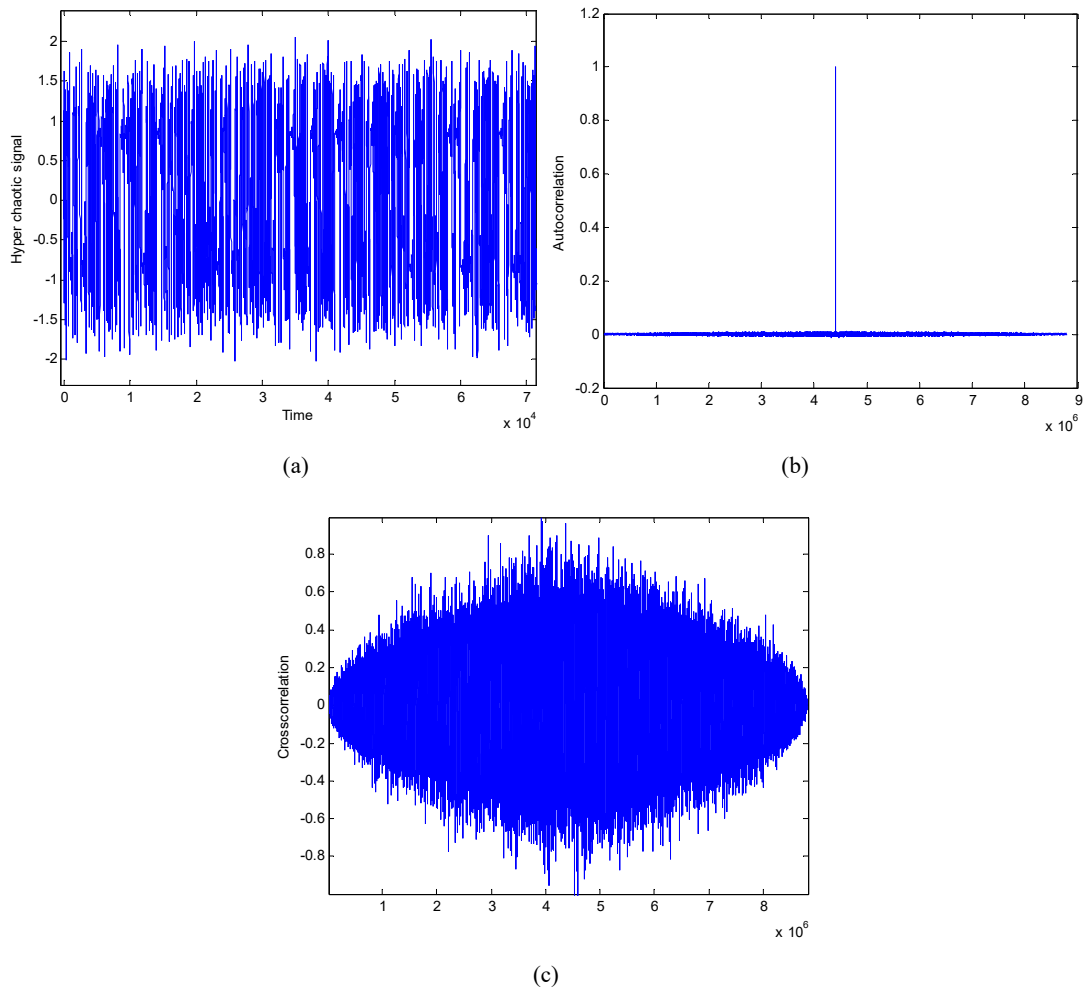 2
1.5
1
0.5
0
-0.5
-1
-1.5
-2
Hyper chaotic signal
0 1 2 3 4 5 6 7
Time
x 10^4
(a)
1.2
1
0.8
0.6
0.4
0.2
0
-0.2
Autocorrelation
0 1 2 3 4 5 6 7 8 9
x 10^6
(b)
0.8
0.6
0.4
0.2
0
-0.2
-0.4
-0.6
-0.8
Crosscorrelation
1 2 3 4 5 6 7 8
x 10^6
(c)